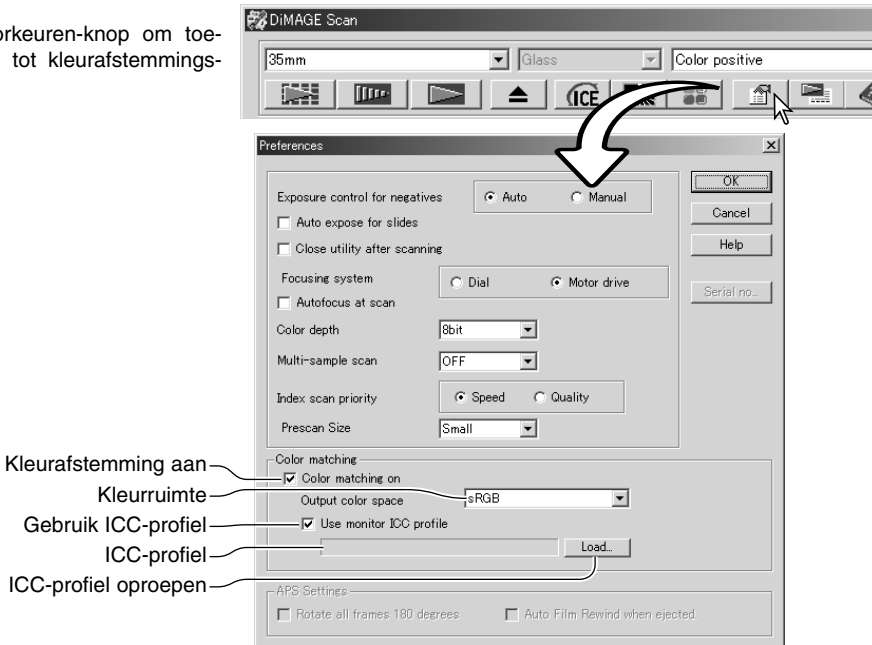 DiMAGE Scan
orkeuren-knop om toe-
tot kleurafstemmings-
35mm
Glass
Color positive
ICE
Preferences
OK
Exposure control for negatives
Auto
Manual
Cancel
Auto expose for slides
Close utility after scanning
Help
Focusing system
Dial
Motor drive
Serial no...
Autofocus at scan
Color depth
8bit
Multi-sample scan
OFF
Index scan priority
Speed
Quality
Prescan Size
Small
Color matching
Kleurafstemming aan
Color matching on
Kleurruimte
Output color space
sRGB
Gebruik ICC-profiel
Use monitor ICC profile
ICC-profiel
Load...
ICC-profiel oproepen
APS Settings
Rotate all frames 180 degrees
Auto Film Rewind when ejected.